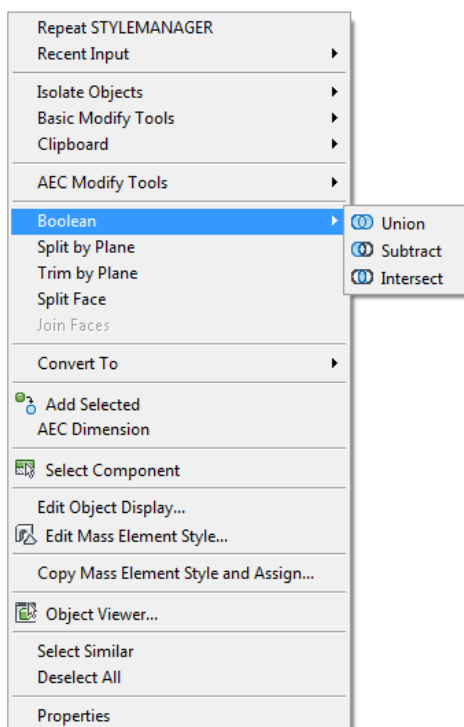 Repeat STYLEMANAGER
Recent Input
Isolate Objects
Basic Modify Tools
Clipboard
AEC Modify Tools
Boolean
Union
Subtract
Intersect
Split by Plane
Trim by Plane
Split Face
Join Faces
Convert To
Add Selected
AEC Dimension
Select Component
Edit Object Display...
Edit Mass Element Style...
Copy Mass Element Style and Assign...
Object Viewer...
Select Similar
Deselect All
Properties